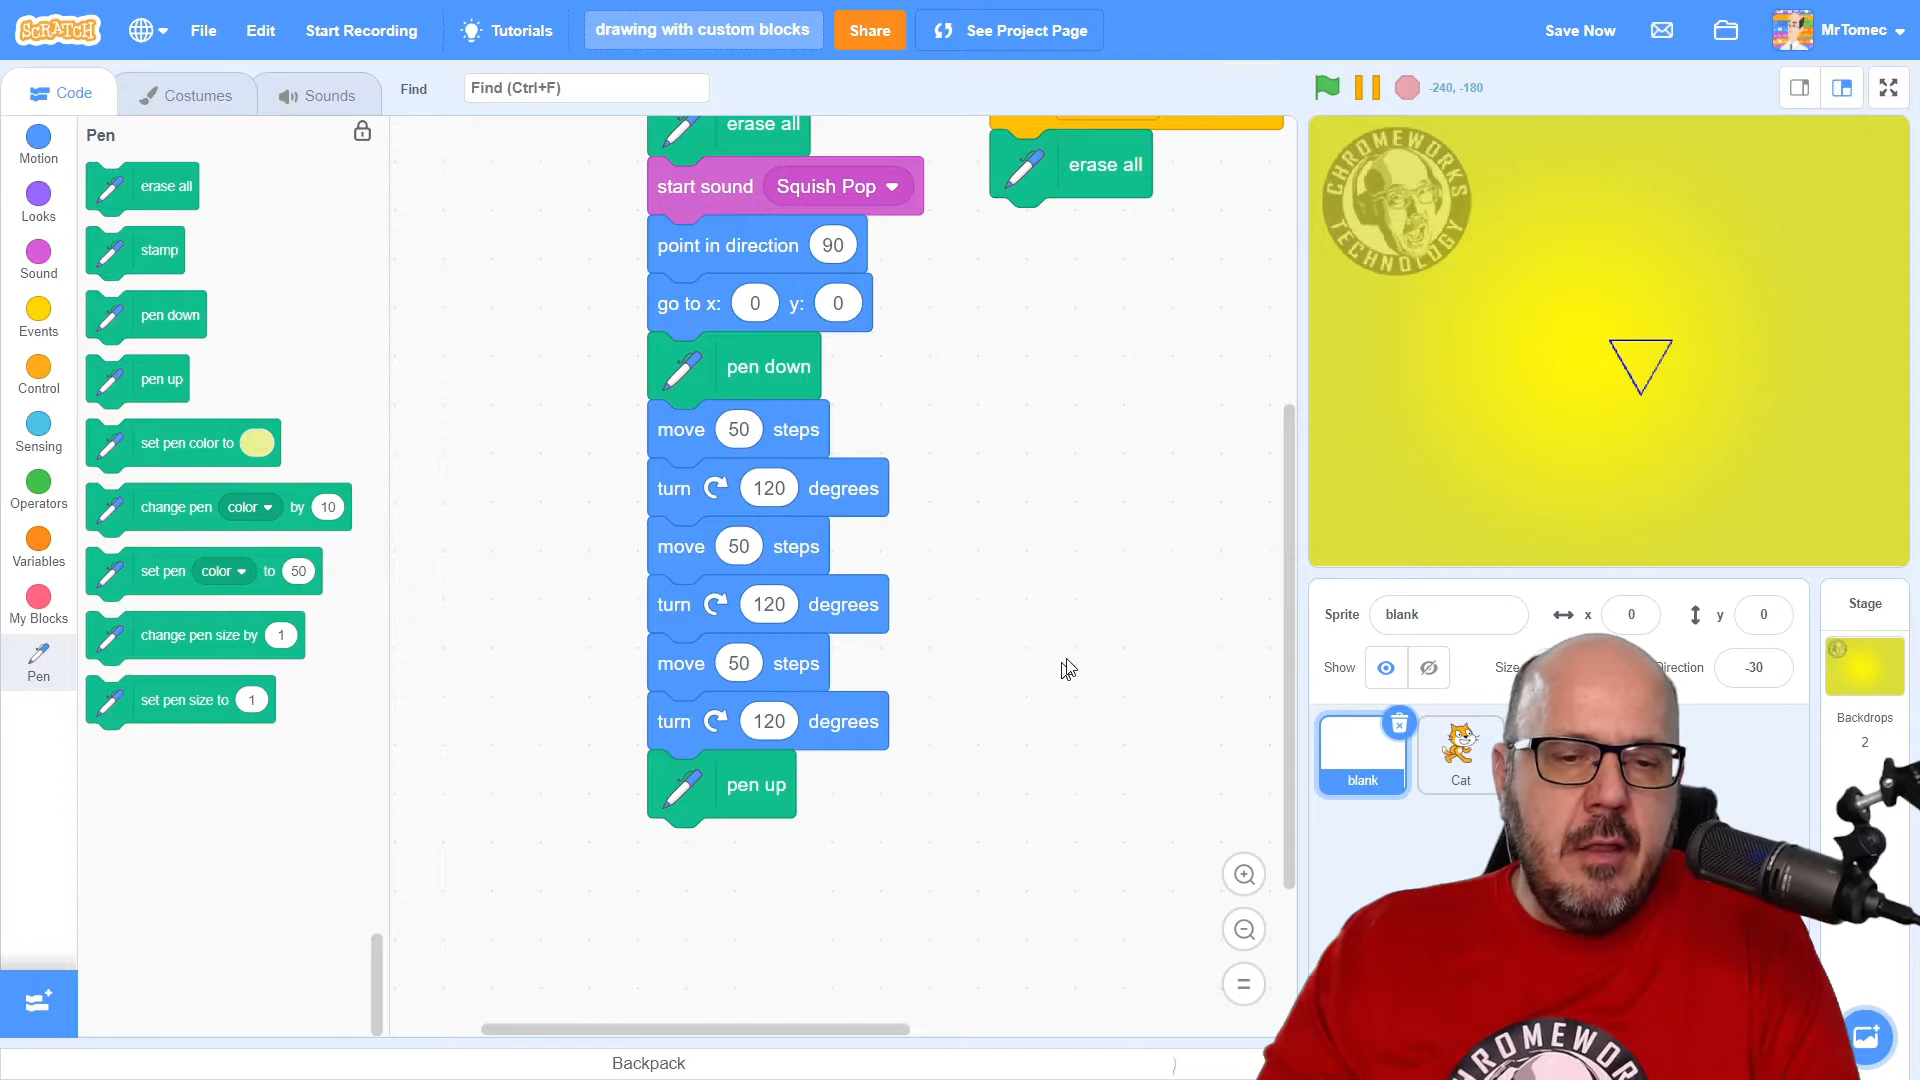 SCRATCH
File
Edit
Start Recording
Tutorials
drawing with custom blocks
Share
See Project Page
Save Now
MrTomec
Code
Costumes
Sounds
Find
Find (Ctrl+F)
-240, -180
Motion
Looks
Sound
Events
Control
Sensing
Operators
Variables
My Blocks
Pen
Pen
erase all
stamp
pen down
pen up
set pen color to
change pen color by 10
set pen color to 50
change pen size by 1
set pen size to 1
erase all
start sound Squish Pop
point in direction 90
go to x: 0 y: 0
pen down
move 50 steps
turn 120 degrees
move 50 steps
turn 120 degrees
move 50 steps
turn 120 degrees
pen up
erase all
CHROMEWORKS
TECHNOLOGY
Sprite blank x 0 y 0
Show Size Direction -30
blank
Cat
Stage
Backdrops
2
Backpack
CHROMEWORK